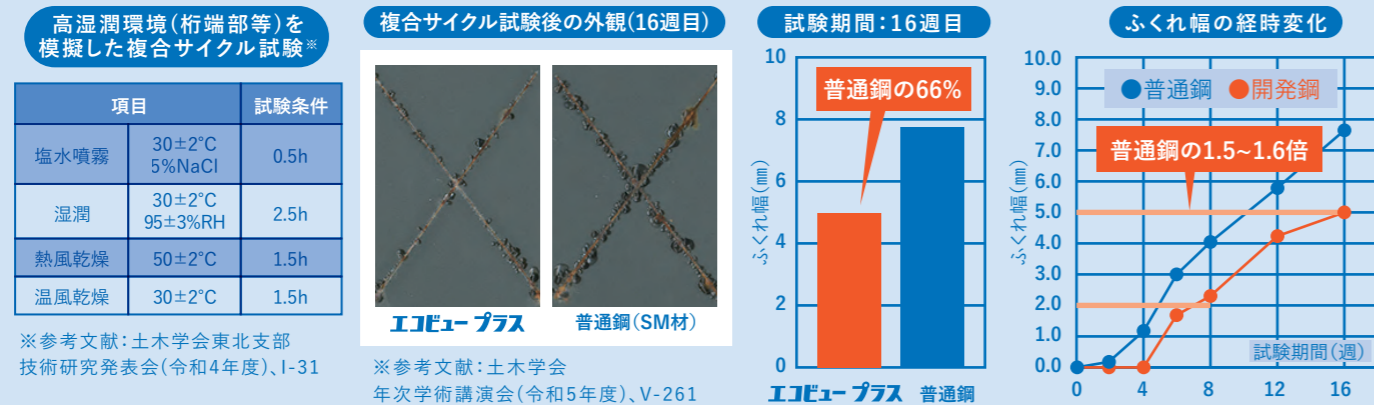 高湿潤環境(桁端部等)を
模擬した複合サイクル試験※
項目 試験条件
塩水噴霧 30±2℃ 5%NaCl 0.5h
湿潤 30±2℃ 95±3%RH 2.5h
熱風乾燥 50±2℃ 1.5h
温風乾燥 30±2℃ 1.5h
※参考文献:土木学会東北支部
技術研究発表会(令和4年度)、I-31
複合サイクル試験後の外観(16週目)
エコビュープラス 普通鋼(SM材)
※参考文献:土木学会
年次学術講演会(令和5年度)、V-261
試験期間:16週目
普通鋼の66%
ふくれ幅(㎜)
10
8
6
4
2
0
エコビュープラス 普通鋼
ふくれ幅の経時変化
普通鋼 開発鋼
普通鋼の1.5~1.6倍
ふくれ幅(㎜)
10.0
9.0
8.0
7.0
6.0
5.0
4.0
3.0
2.0
1.0
0.0
試験期間(週)
0 4 8 12 16